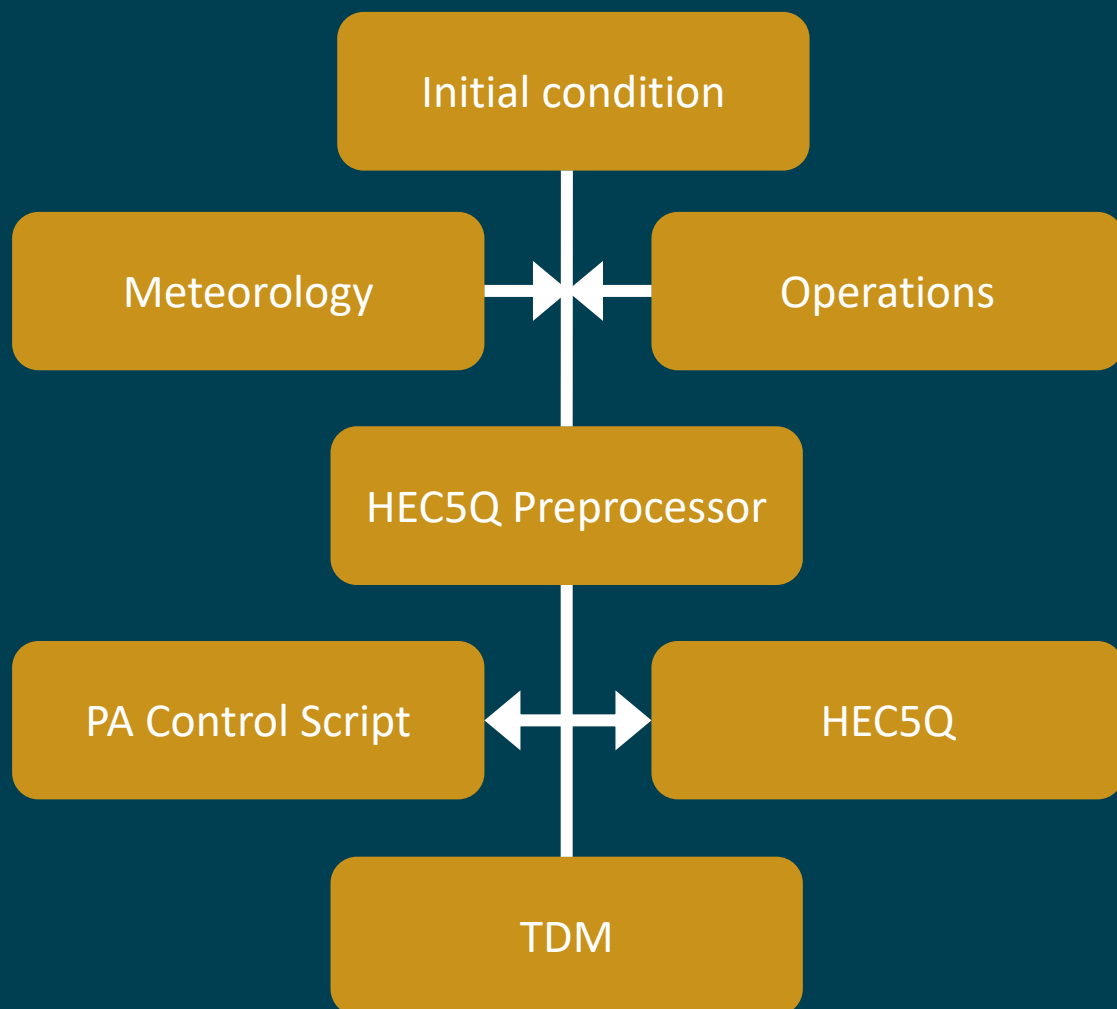 Initial condition
Meteorology
Operations
HEC5Q Preprocessor
PA Control Script
HEC5Q
TDM